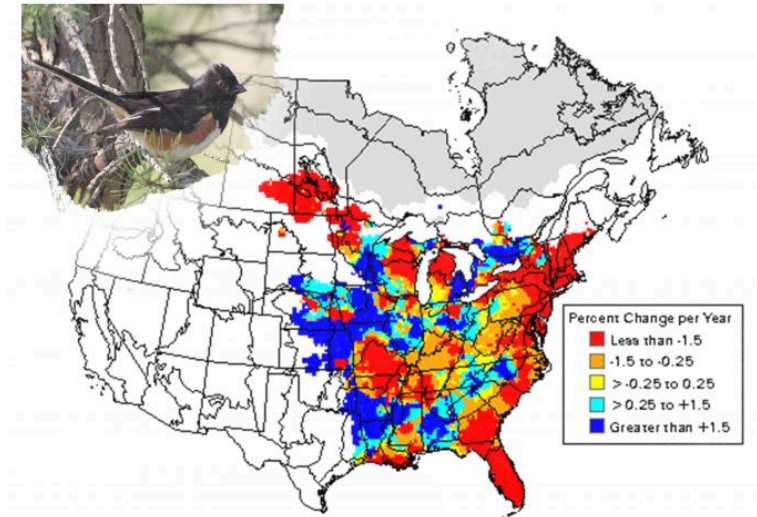 Percent Change per Year
Less than -1.5
-1.5 to -0.25
> -0.25 to 0.25
> 0.25 to +1.5
Greater than +1.5